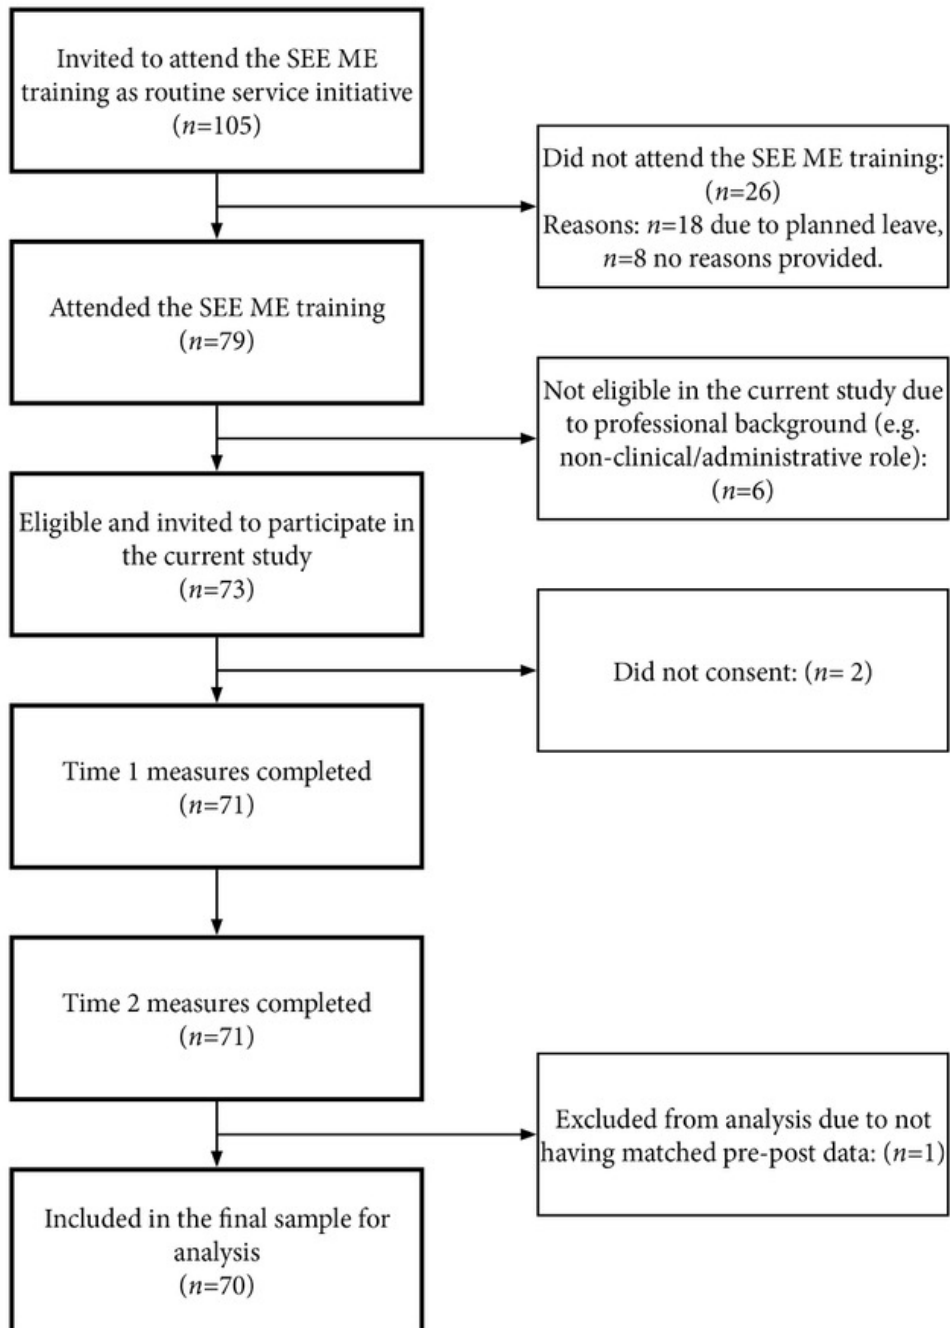 Invited to attend the SEE ME
training as routine service initiative
(n=105)
Did not attend the SEE ME training:
(n=26)
Reasons: n=18 due to planned leave,
n=8 no reasons provided.
Attended the SEE ME training
(n=79)
Not eligible in the current study due
to professional background (e.g.
non-clinical/administrative role):
(n=6)
Eligible and invited to participate in
the current study
(n=73)
Did not consent: (n= 2)
Time 1 measures completed
(n=71)
Time 2 measures completed
(n=71)
Excluded from analysis due to not
having matched pre-post data: (n=1)
Included in the final sample for
analysis
(n=70)